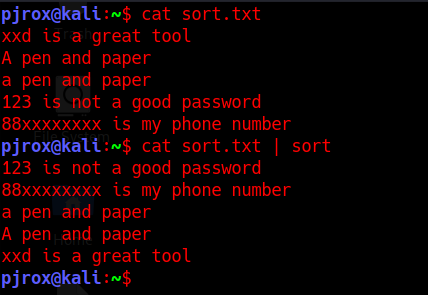 pjrox@kali:~$ cat sort.txt
xxd is a great tool
A pen and paper
a pen and paper
123 is not a good password
88xxxxxxxx is my phone number
pjrox@kali:~$ cat sort.txt | sort
123 is not a good password
88xxxxxxxx is my phone number
a pen and paper
A pen and paper
xxd is a great tool
pjrox@kali:~$